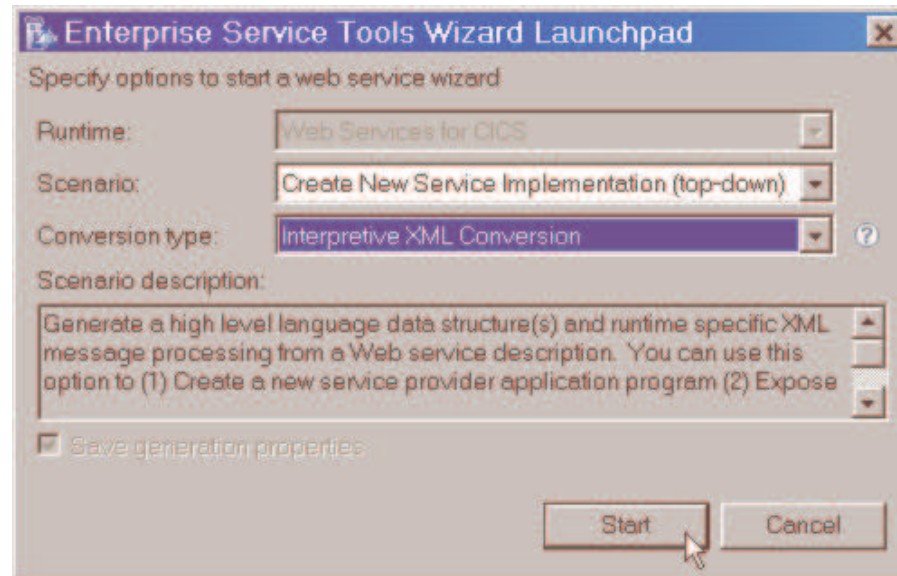 Enterprise Service Tools Wizard Launchpad
Specify options to start a web service wizard
Runtime: Web Services for CICS
Scenario: Create New Service Implementation (top-down)
Conversion type: Interpretive XML Conversion ?
Scenario description:
Generate a high level language data structure(s) and runtime specific XML
message processing from a Web service description. You can use this
option to (1) Create a new service provider application program (2) Expose
Save generation properties
Start Cancel